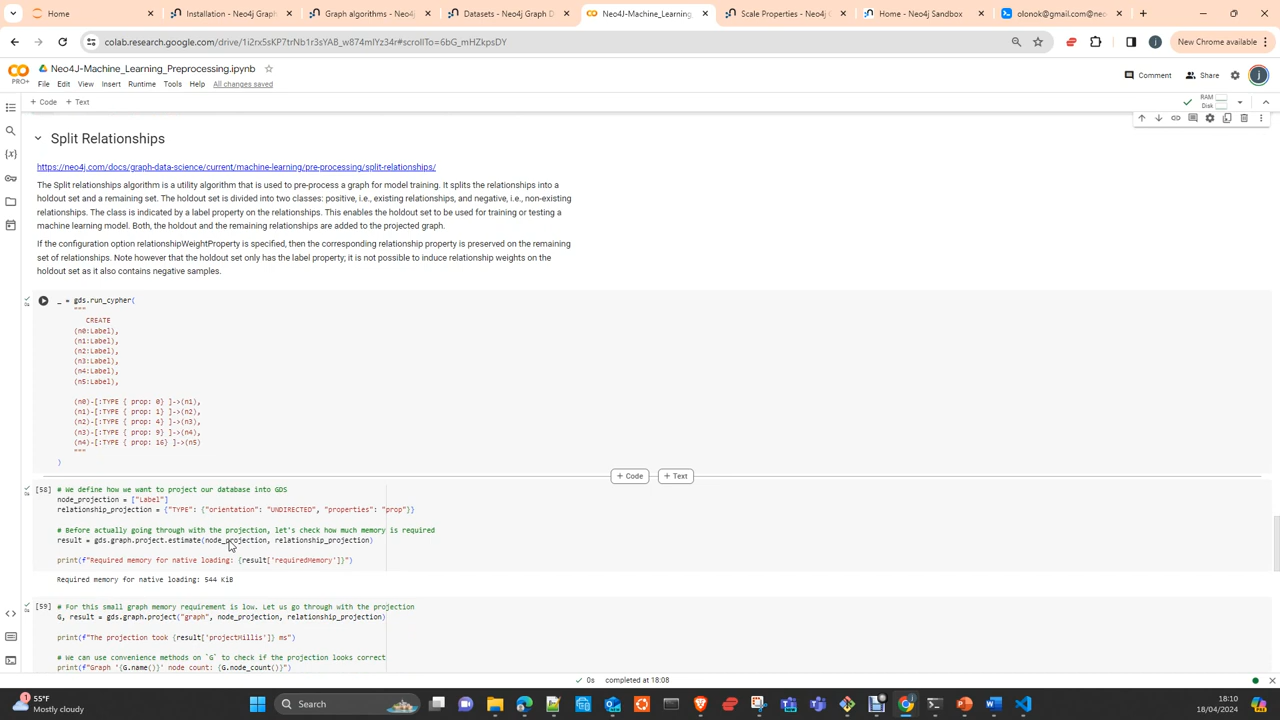 Home
Installation - Neo4j Graph
Graph algorithms - Neo4j
Datasets - Neo4j Graph D
Neo4J-Machine_Learning_
Scale Properties - Neo4j G
Home - Neo4j Sandbox
olonok@gmail.com@neo
colab.research.google.com/drive/1i2rx5sKP7trNb1r3sYAB_w874mlYz34r#scrollTo=6bG_mHZkpsDY
New Chrome available
Neo4J-Machine_Learning_Preprocessing.ipynb
PRO+
File Edit View Insert Runtime Tools Help All changes saved
Comment Share
+ Code + Text
RAM
Disk
Split Relationships
https://neo4j.com/docs/graph-data-science/current/machine-learning/pre-processing/split-relationships/
The Split relationships algorithm is a utility algorithm that is used to pre-process a graph for model training. It splits the relationships into a
holdout set and a remaining set. The holdout set is divided into two classes: positive, i.e., existing relationships, and negative, i.e., non-existing
relationships. The class is indicated by a label property on the relationships. This enables the holdout set to be used for training or testing a
machine learning model. Both, the holdout and the remaining relationships are added to the projected graph.
If the configuration option relationshipWeightProperty is specified, then the corresponding relationship property is preserved on the remaining
set of relationships. Note however that the holdout set only has the label property; it is not possible to induce relationship weights on the
holdout set as it also contains negative samples.
_ = gds.run_cypher(
"""
CREATE
(n0:Label),
(n1:Label),
(n2:Label),
(n3:Label),
(n4:Label),
(n5:Label),
(n0)-[:TYPE { prop: 0} ]->(n1),
(n1)-[:TYPE { prop: 1} ]->(n2),
(n2)-[:TYPE { prop: 4} ]->(n3),
(n3)-[:TYPE { prop: 9} ]->(n4),
(n4)-[:TYPE { prop: 16} ]->(n5)
"""
)
+ Code + Text
[58] # We define how we want to project our database into GDS
node_projection = ["Label"]
relationship_projection = {"TYPE": {"orientation": "UNDIRECTED", "properties": "prop"}}
# Before actually going through with the projection, let's check how much memory is required
result = gds.graph.project.estimate(node_projection, relationship_projection)
print(f"Required memory for native loading: {result['requiredMemory']}")
Required memory for native loading: 544 KiB
[59] # For this small graph memory requirement is low. Let us go through with the projection
G, result = gds.graph.project("graph", node_projection, relationship_projection)
print(f"The projection took {result['projectMillis']} ms")
# We can use convenience methods on `G` to check if the projection looks correct
print(f"Graph '{G.name()}' node count: {G.node_count()}")
0s completed at 18:08
55°F
Mostly cloudy
Search
18:10
18/04/2024